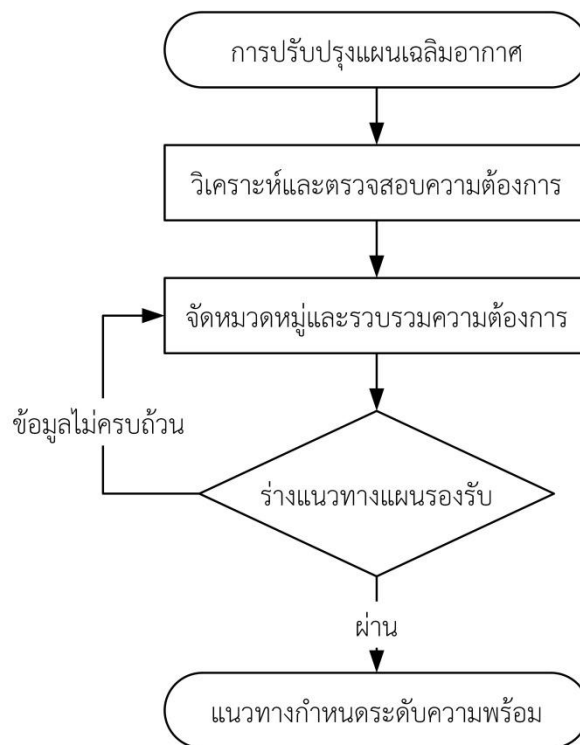 การปรับปรุงแผนเฉลิมอากาศ
วิเคราะห์และตรวจสอบความต้องการ
จัดหมวดหมู่และรวบรวมความต้องการ
ข้อมูลไม่ครบถ้วน
ร่างแนวทางแผนรองรับ
ผ่าน
แนวทางกำหนดระดับความพร้อม